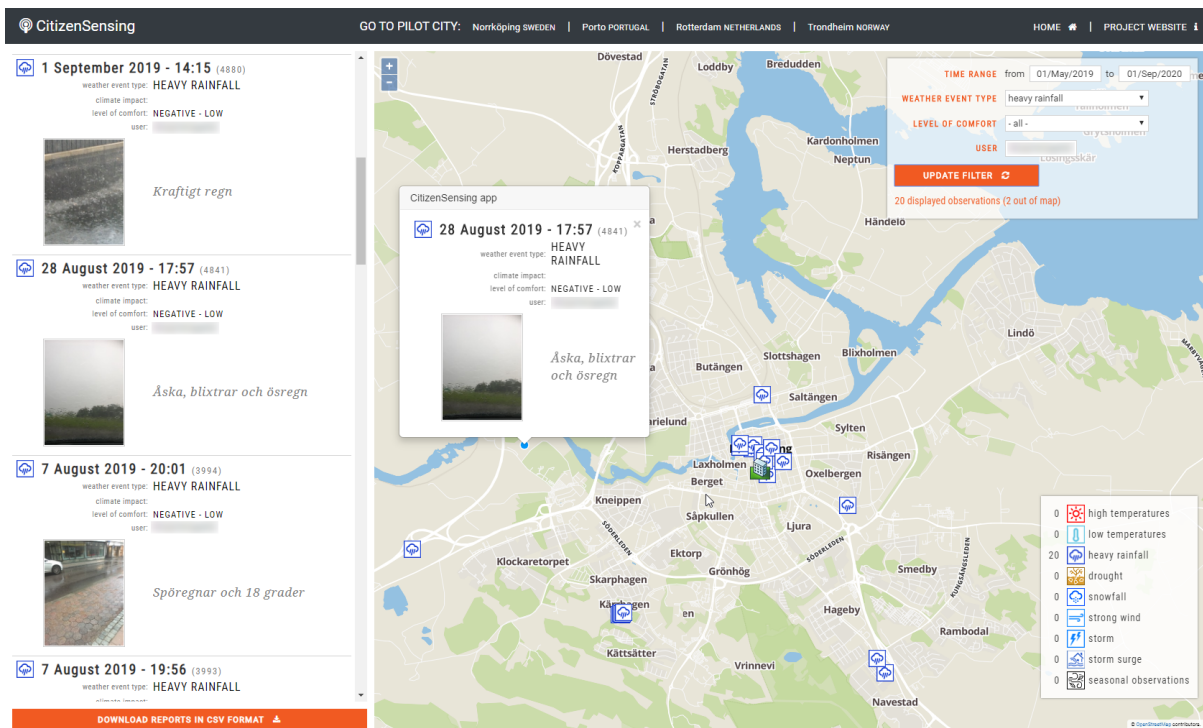 CitizenSensing
GO TO PILOT CITY: Norrköping SWEDEN | Porto PORTUGAL | Rotterdam NETHERLANDS | Trondheim NORWAY
HOME | PROJECT WEBSITE
1 September 2019 - 14:15 (4880)
weather event type: HEAVY RAINFALL
climate impact:
level of comfort: NEGATIVE - LOW
user:
Kraftigt regn
28 August 2019 - 17:57 (4841)
weather event type: HEAVY RAINFALL
climate impact:
level of comfort: NEGATIVE - LOW
user:
Åska, blixtrar och ösregn
7 August 2019 - 20:01 (3994)
weather event type: HEAVY RAINFALL
climate impact:
level of comfort: NEGATIVE - LOW
user:
Spöregnar och 18 grader
7 August 2019 - 19:56 (3993)
weather event type: HEAVY RAINFALL
climate impact:
DOWNLOAD REPORTS IN CSV FORMAT
+
−
CitizenSensing app
28 August 2019 - 17:57 (4841) ×
weather event type: HEAVY
RAINFALL
climate impact:
level of comfort: NEGATIVE - LOW
user:
Åska, blixtrar
och ösregn
TIME RANGE from 01/May/2019 to 01/Sep/2020
WEATHER EVENT TYPE heavy rainfall
LEVEL OF COMFORT - all -
USER
UPDATE FILTER
20 displayed observations (2 out of map)
Dövestad
Loddby
Bredudden
STRÖBOGATAN
KOPPARGATAN
Herstadberg
Kardonholmen
Neptun
Lösingsskär
Händelö
Lindö
Slottshagen
Blixholmen
Butängen
Saltängen
Sylten
Risängen
Laxholmen
Berget
Oxelbergen
Kneippen
Såpkullen
Ljura
SÖDERLEDEN
SÖDERLEDEN
Klockaretorpet
Ektorp
Skarphagen
Grönhög
Smedby
KUNGSÄNGSLEDEN
Hageby
Rambodal
Kättsätter
Vrinnevi
Navestad
0 high temperatures
0 low temperatures
20 heavy rainfall
0 drought
0 snowfall
0 strong wind
0 storm
0 storm surge
0 seasonal observations
© OpenStreetMap contributors